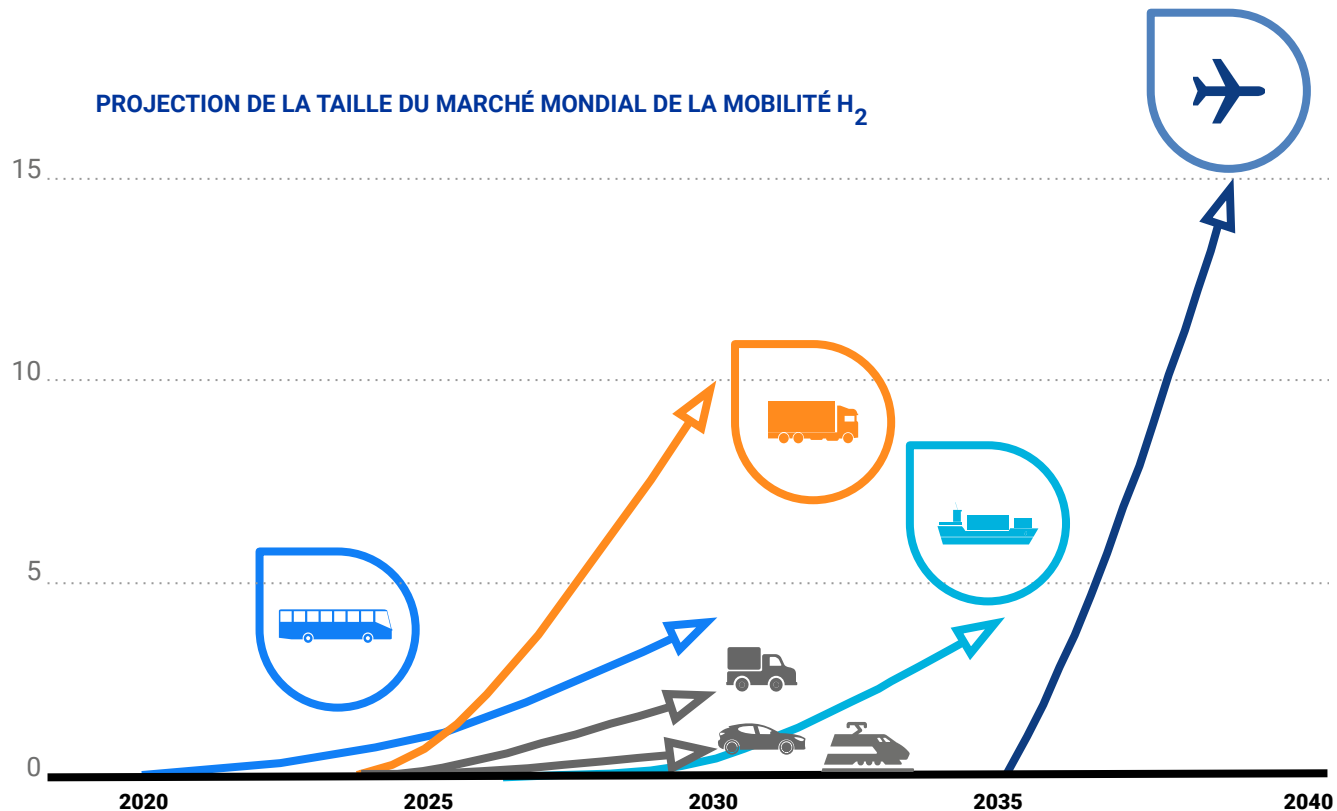 PROJECTION DE LA TAILLE DU MARCHÉ MONDIAL DE LA MOBILITÉ H2
15
10
5
0
2020 2025 2030 2035 2040